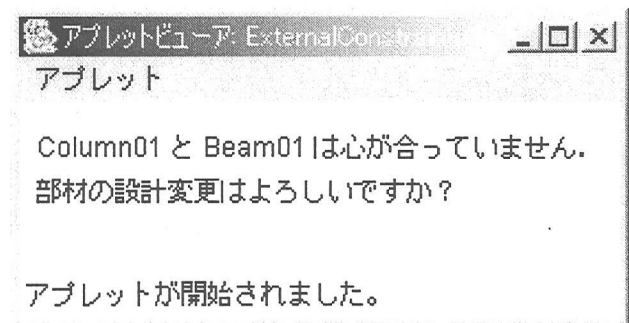 アプレットビューア: ExternalCons
アプレット
Column01 と Beam01 は心が合っていません.
部材の設計変更はよろしいですか？
アプレットが開始されました。